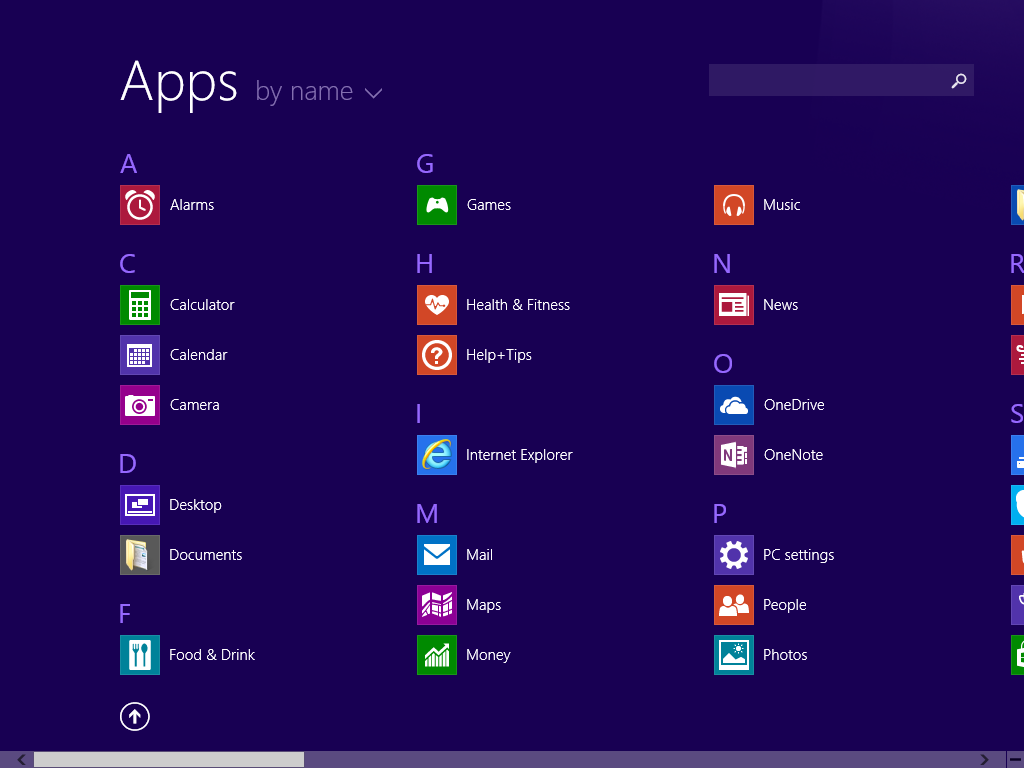 Apps by name
A
Alarms
C
Calculator
Calendar
Camera
D
Desktop
Documents
F
Food & Drink
G
Games
H
Health & Fitness
Help+Tips
I
Internet Explorer
M
Mail
Maps
Money
Music
N
News
O
OneDrive
OneNote
P
PC settings
People
Photos
R
S